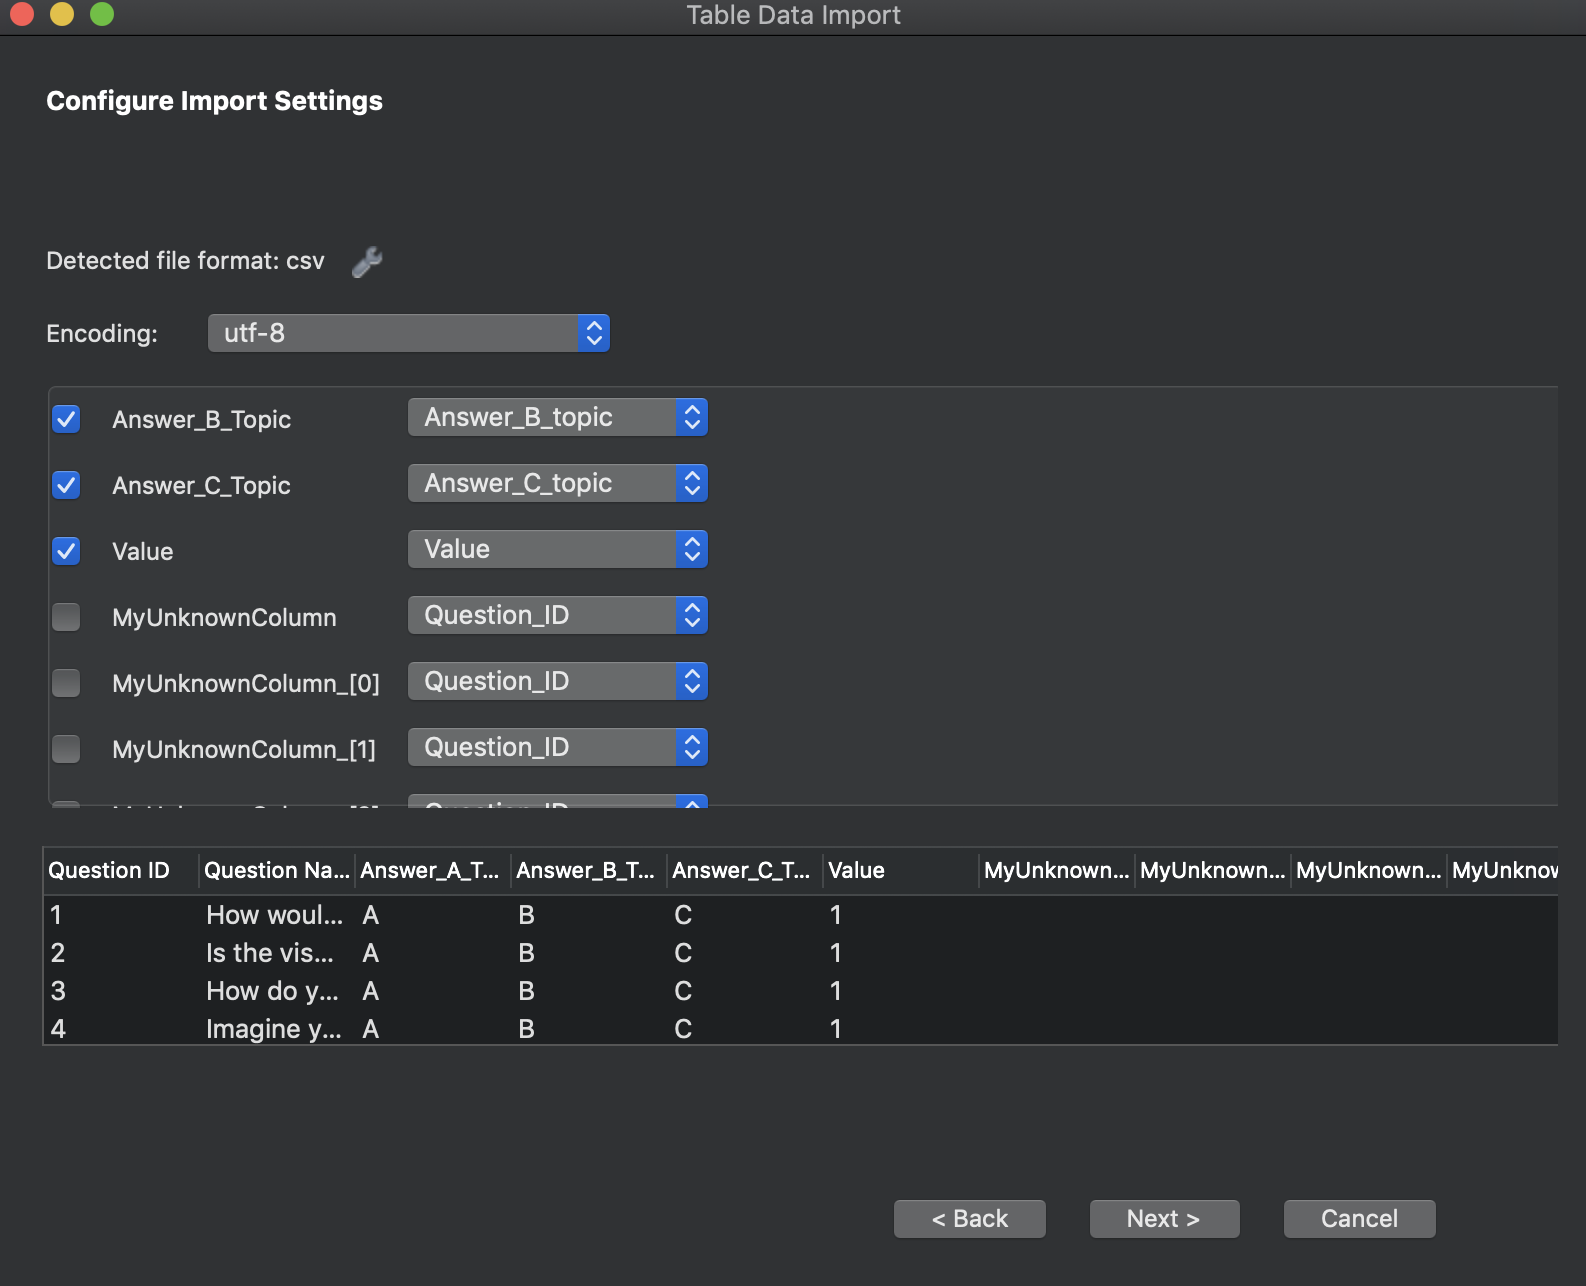 Table Data Import
Configure Import Settings
Detected file format: csv
Encoding: utf-8
Answer_B_Topic Answer_B_topic
Answer_C_Topic Answer_C_topic
Value Value
MyUnknownColumn Question_ID
MyUnknownColumn_[0] Question_ID
MyUnknownColumn_[1] Question_ID
Question ID Question Na... Answer_A_T... Answer_B_T... Answer_C_T... Value MyUnknown... MyUnknown... MyUnknown... MyUnknow
1 How woul... A B C 1
2 Is the vis... A B C 1
3 How do y... A B C 1
4 Imagine y... A B C 1
< Back Next > Cancel